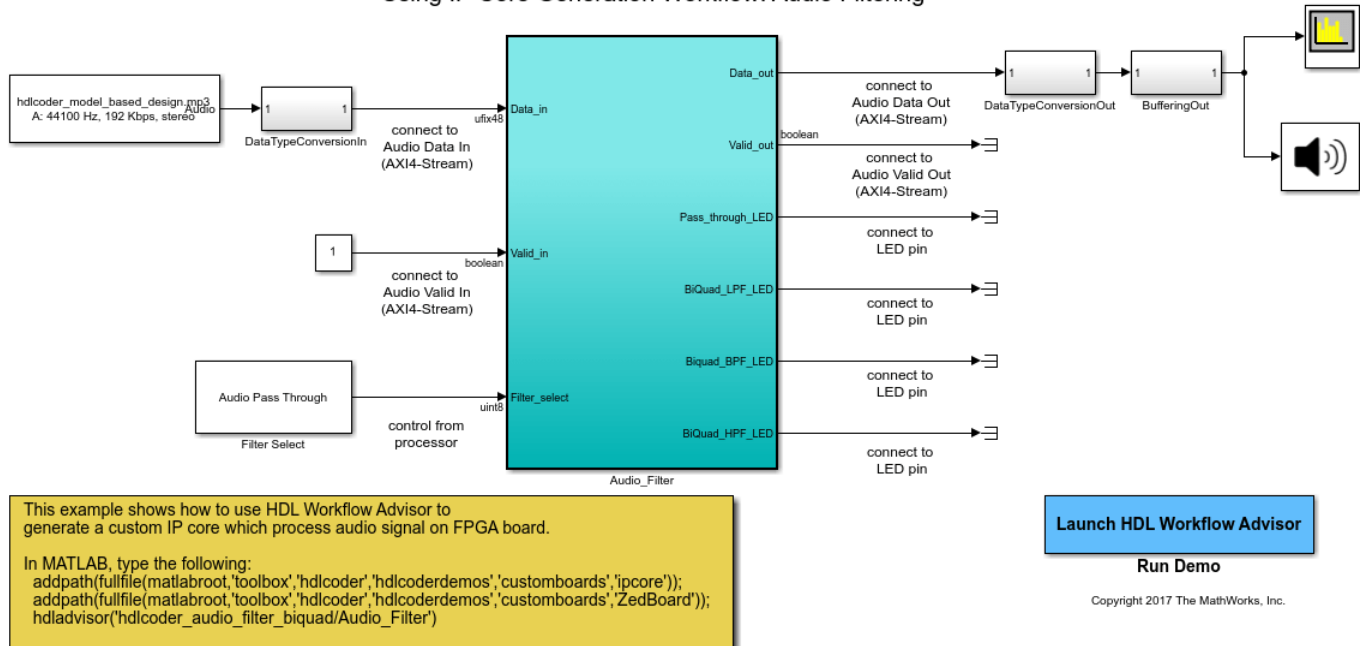 Using IP Core Generation Workflow: Audio Filtering
hdlcoder_model_based_design.mp3
A: 44100 Hz, 192 Kbps, stereo
Audio
1
1
DataTypeConversionIn
ufix48
connect to
Audio Data In
(AXI4-Stream)
1
boolean
connect to
Audio Valid In
(AXI4-Stream)
Audio Pass Through
Filter Select
uint8
control from
processor
Data_in
Valid_in
Filter_select
Data_out
Valid_out
Pass_through_LED
BiQuad_LPF_LED
Biquad_BPF_LED
BiQuad_HPF_LED
Audio_Filter
connect to
Audio Data Out
(AXI4-Stream)
boolean
connect to
Audio Valid Out
(AXI4-Stream)
connect to
LED pin
connect to
LED pin
connect to
LED pin
connect to
LED pin
1
1
DataTypeConversionOut
1
1
BufferingOut
This example shows how to use HDL Workflow Advisor to
generate a custom IP core which process audio signal on FPGA board.
In MATLAB, type the following:
addpath(fullfile(matlabroot,'toolbox','hdlcoder','hdlcoderdemos','customboards','ipcore'));
addpath(fullfile(matlabroot,'toolbox','hdlcoder','hdlcoderdemos','customboards','ZedBoard'));
hdladvisor('hdlcoder_audio_filter_biquad/Audio_Filter')
Launch HDL Workflow Advisor
Run Demo
Copyright 2017 The MathWorks, Inc.